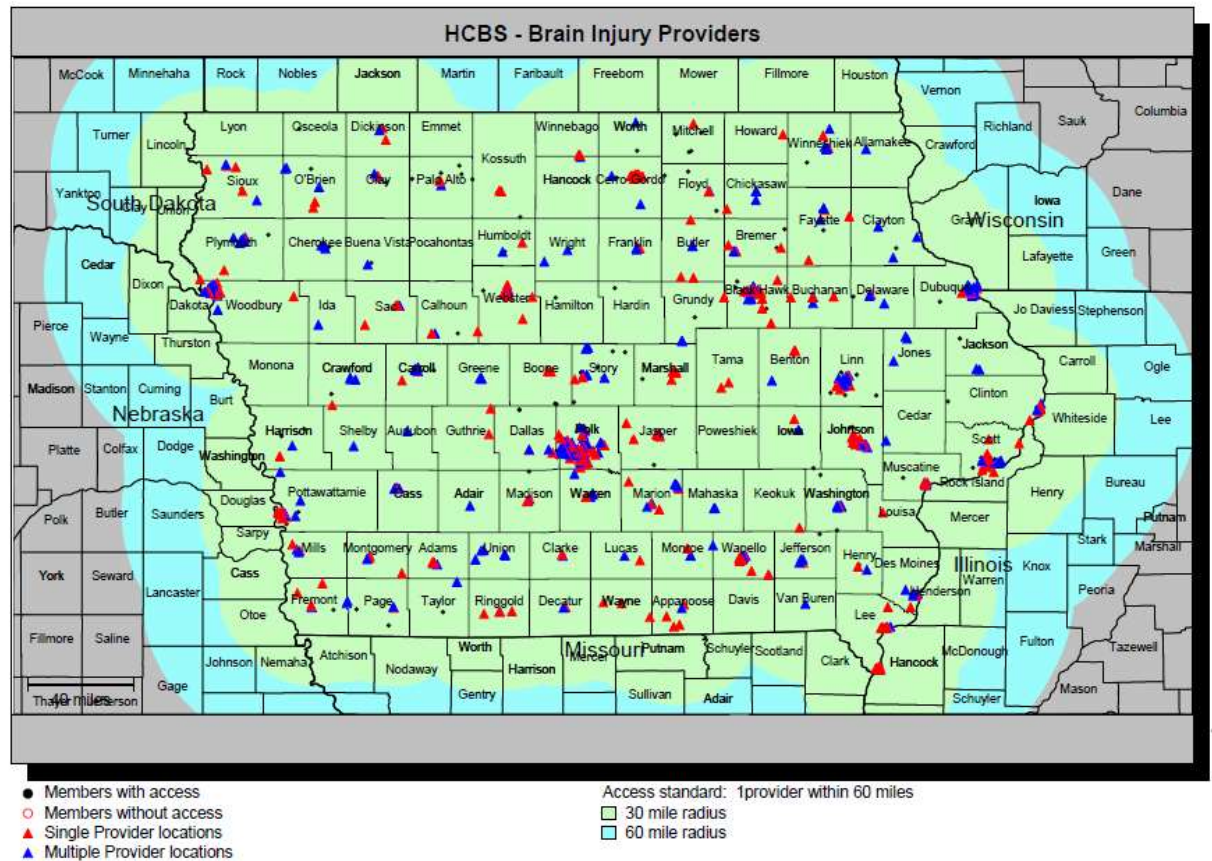 HCBS - Brain Injury Providers
McCook Minnehaha Rock Nobles Jackson Martin Faribault Freeborn Mower Fillmore Houston
Vernon
Columbia
Turner Lincoln Lyon Osceola Dickinson Emmet Winnebago Worth Mitchell Howard Winneshiek Allamakee Crawford Richland Sauk
Kossuth
Yankton Clay Union Sioux O'Brien Clay Palo Alto Hancock Cerro Gordo Floyd Chickasaw Iowa Dane
South Dakota
Fayette Clayton Grant Wisconsin
Plymouth Cherokee Buena Vista Pocahontas Humboldt Wright Franklin Butler Bremer Lafayette Green
Cedar
Dixon Dakota Woodbury Ida Sac Calhoun Webster Hamilton Hardin Grundy Black Hawk Buchanan Delaware Dubuque
Jo Daviess Stephenson
Pierce Wayne Thurston
Monona Crawford Carroll Greene Boone Story Marshall Tama Benton Linn Jones Jackson Carroll Ogle
Madison Stanton Cuming Burt
Nebraska
Clinton Whiteside Lee
Cedar
Harrison Shelby Audubon Guthrie Dallas Polk Jasper Poweshiek Iowa Johnson Scott
Platte Colfax Dodge Washington
Muscatine Rock Island
Douglas Pottawattamie Cass Adair Madison Warren Marion Mahaska Keokuk Washington Louisa Henry Bureau
Polk Butler Saunders Sarpy Mercer Putnam
Stark Marshall
Mills Montgomery Adams Union Clarke Lucas Monroe Wapello Jefferson Henry Des Moines
Illinois
York Seward Cass Lancaster Warren Knox Peoria
Otoe Fremont Page Taylor Ringgold Decatur Wayne Appanoose Davis Van Buren Lee Henderson
Fillmore Saline
Fulton Tazewell
Johnson Nemaha Atchison Nodaway Worth Harrison Mercer Putnam Schuyler Scotland Clark Hancock McDonough
Missouri
Gage Gentry Sullivan Adair Schuyler Mason
Thayer Jefferson
40 miles
Members with access
Members without access
Single Provider locations
Multiple Provider locations
Access standard: 1provider within 60 miles
30 mile radius
60 mile radius